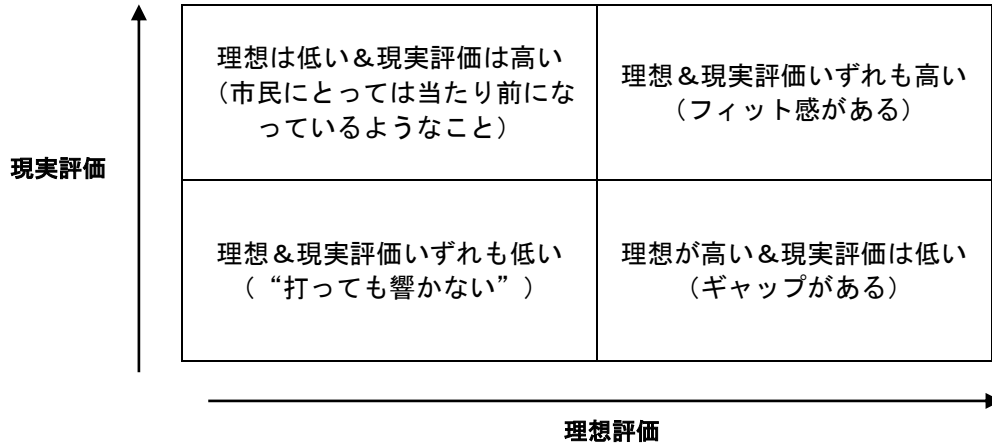 理想は低い＆現実評価は高い
（市民にとっては当たり前にな
っているようなこと）
理想＆現実評価いずれも高い
（フィット感がある）
現実評価
理想＆現実評価いずれも低い
（“打っても響かない”）
理想が高い＆現実評価は低い
（ギャップがある）
理想評価